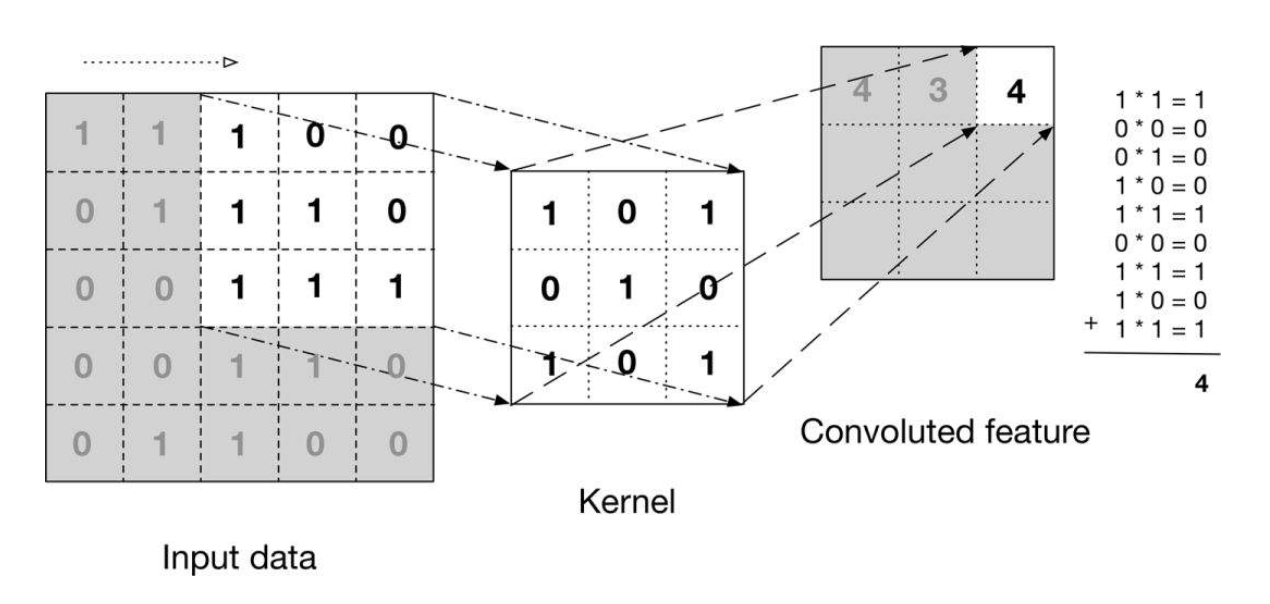 1 1 1 0 0
0 1 1 1 0
0 0 1 1 1
0 0 1 1 0
0 1 1 0 0
Input data
1 0 1
0 1 0
1 0 1
Kernel
4 3 4
Convoluted feature
1 * 1 = 1
0 * 0 = 0
0 * 1 = 0
1 * 0 = 0
1 * 1 = 1
0 * 0 = 0
1 * 1 = 1
1 * 0 = 0
+ 1 * 1 = 1
4